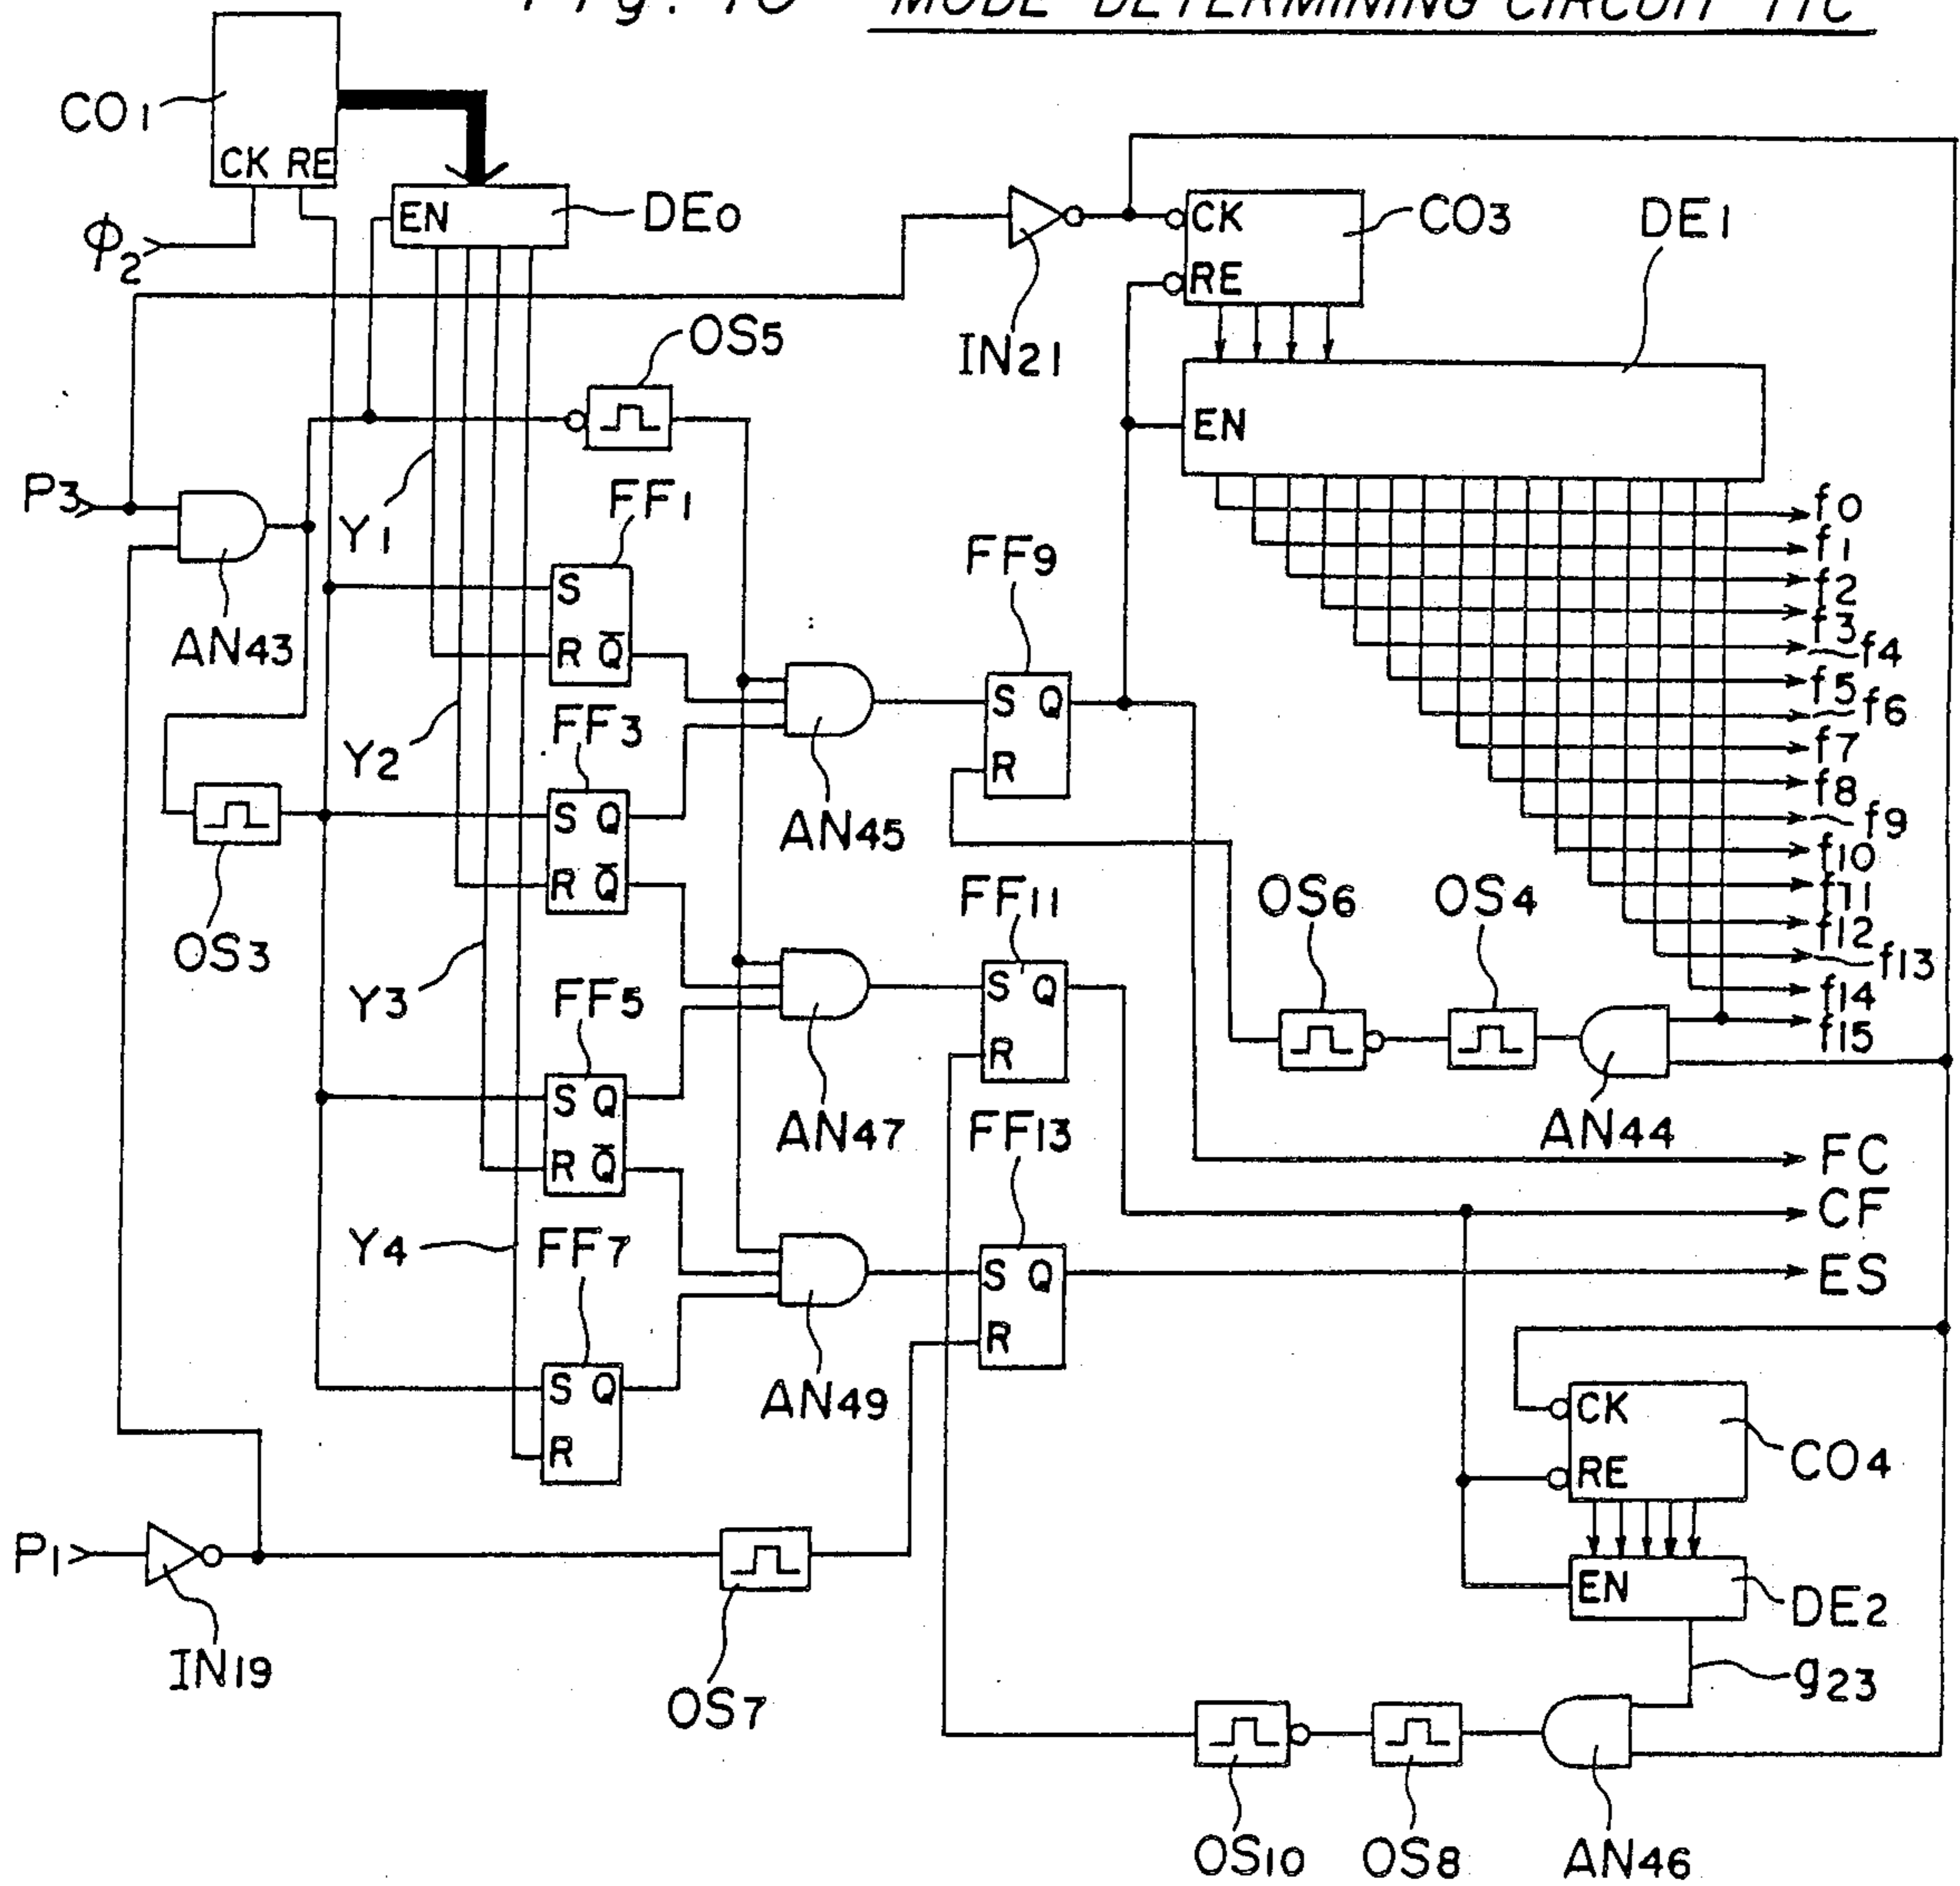 Fig. 10 MODE DETERMINING CIRCUIT 11C
CO1
CK RE
ϕ2
EN
DE0
CK
RE
CO3
DE1
IN21
OS5
EN
P3
AN43
Y1
FF1
S
R Q̅
FF9
S Q
R
f0
f1
f2
f3
f4
f5
f6
f7
f8
f9
f10
f11
f12
f13
f14
f15
Y2
FF3
S Q
R Q̅
AN45
OS3
FF11
S Q
R
OS6
OS4
AN44
Y3
FF5
S Q
R Q̅
AN47
FF13
S Q
R
FC
CF
ES
Y4
FF7
S Q
R
AN49
CK
RE
CO4
EN
DE2
g23
P1
IN19
OS7
OS10
OS8
AN46